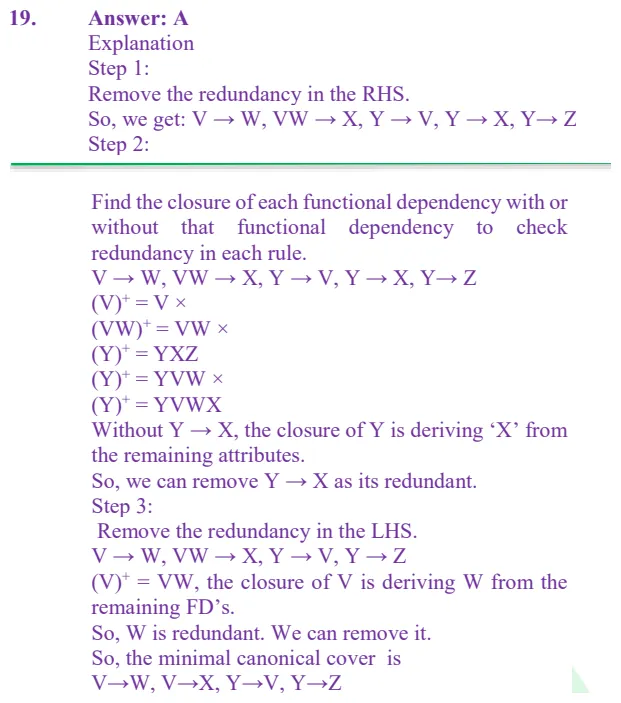 19. Answer: A
Explanation
Step 1:
Remove the redundancy in the RHS.
So, we get: V → W, VW → X, Y → V, Y → X, Y→ Z
Step 2:
Find the closure of each functional dependency with or
without that functional dependency to check
redundancy in each rule.
V → W, VW → X, Y → V, Y → X, Y→ Z
(V)⁺ = V ×
(VW)⁺ = VW ×
(Y)⁺ = YXZ
(Y)⁺ = YVW ×
(Y)⁺ = YVWX
Without Y → X, the closure of Y is deriving ‘X’ from
the remaining attributes.
So, we can remove Y → X as its redundant.
Step 3:
Remove the redundancy in the LHS.
V → W, VW → X, Y → V, Y → Z
(V)⁺ = VW, the closure of V is deriving W from the
remaining FD’s.
So, W is redundant. We can remove it.
So, the minimal canonical cover is
V→W, V→X, Y→V, Y→Z